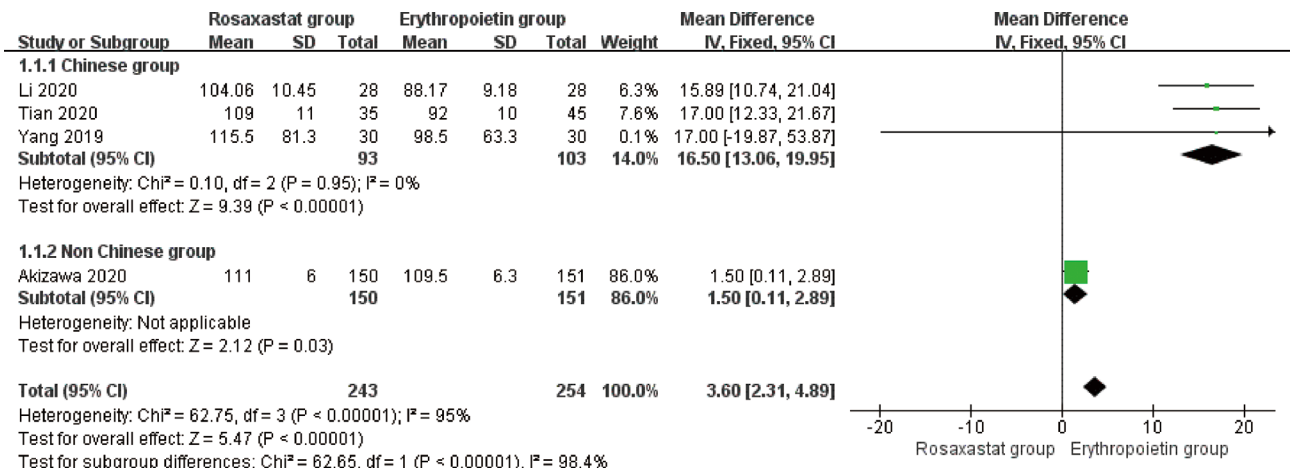 Rosaxastat group Erythropoietin group Mean Difference Mean Difference
Study or Subgroup Mean SD Total Mean SD Total Weight IV, Fixed, 95% CI IV, Fixed, 95% CI
1.1.1 Chinese group
Li 2020 104.06 10.45 28 88.17 9.18 28 6.3% 15.89 [10.74, 21.04]
Tian 2020 109 11 35 92 10 45 7.6% 17.00 [12.33, 21.67]
Yang 2019 115.5 81.3 30 98.5 63.3 30 0.1% 17.00 [-19.87, 53.87]
Subtotal (95% CI) 93 103 14.0% 16.50 [13.06, 19.95]
Heterogeneity: Chi² = 0.10, df = 2 (P = 0.95); I² = 0%
Test for overall effect: Z = 9.39 (P < 0.00001)
1.1.2 Non Chinese group
Akizawa 2020 111 6 150 109.5 6.3 151 86.0% 1.50 [0.11, 2.89]
Subtotal (95% CI) 150 151 86.0% 1.50 [0.11, 2.89]
Heterogeneity: Not applicable
Test for overall effect: Z = 2.12 (P = 0.03)
Total (95% CI) 243 254 100.0% 3.60 [2.31, 4.89]
Heterogeneity: Chi² = 62.75, df = 3 (P < 0.00001); I² = 95%
Test for overall effect: Z = 5.47 (P < 0.00001)
Test for subgroup differences: Chi² = 62.65, df = 1 (P < 0.00001), I² = 98.4%
-20 -10 0 10 20
Rosaxastat group Erythropoietin group